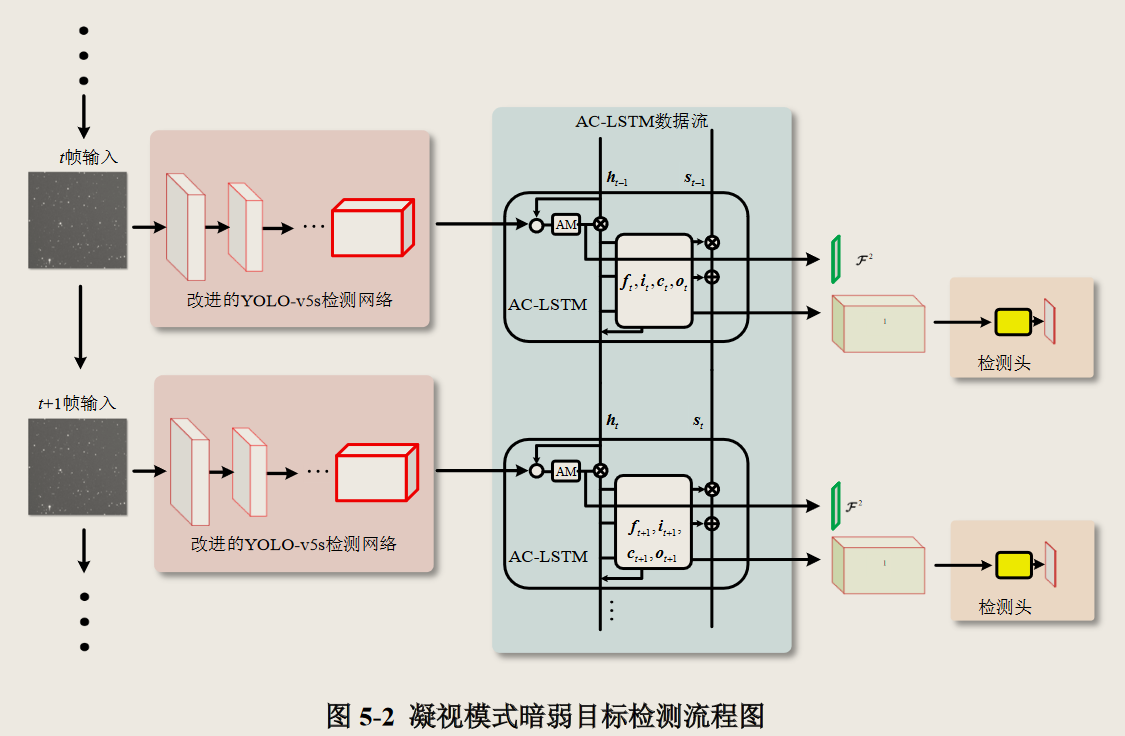 AC-LSTM数据流
t帧输入
h_{t-1}
s_{t-1}
AM
f_t, i_t, c_t, o_t
AC-LSTM
改进的YOLO-v5s检测网络
ℱ²
1
检测头
t+1帧输入
h_t
s_t
AM
f_{t+1}, i_{t+1},
c_{t+1}, o_{t+1}
AC-LSTM
改进的YOLO-v5s检测网络
ℱ²
1
检测头
图 5-2 凝视模式暗弱目标检测流程图